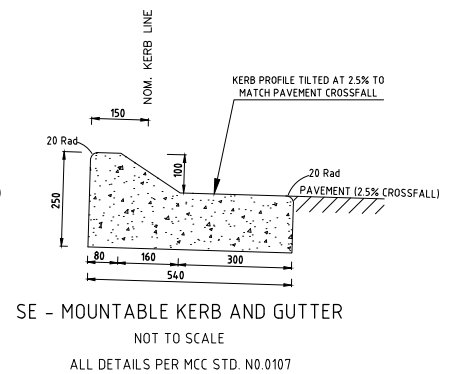 NOM. KERB LINE
KERB PROFILE TILTED AT 2.5% TO
MATCH PAVEMENT CROSSFALL
150
20 Rad
100
20 Rad
PAVEMENT (2.5% CROSSFALL)
250
80
160
300
540
SE - MOUNTABLE KERB AND GUTTER
NOT TO SCALE
ALL DETAILS PER MCC STD. NO.0107